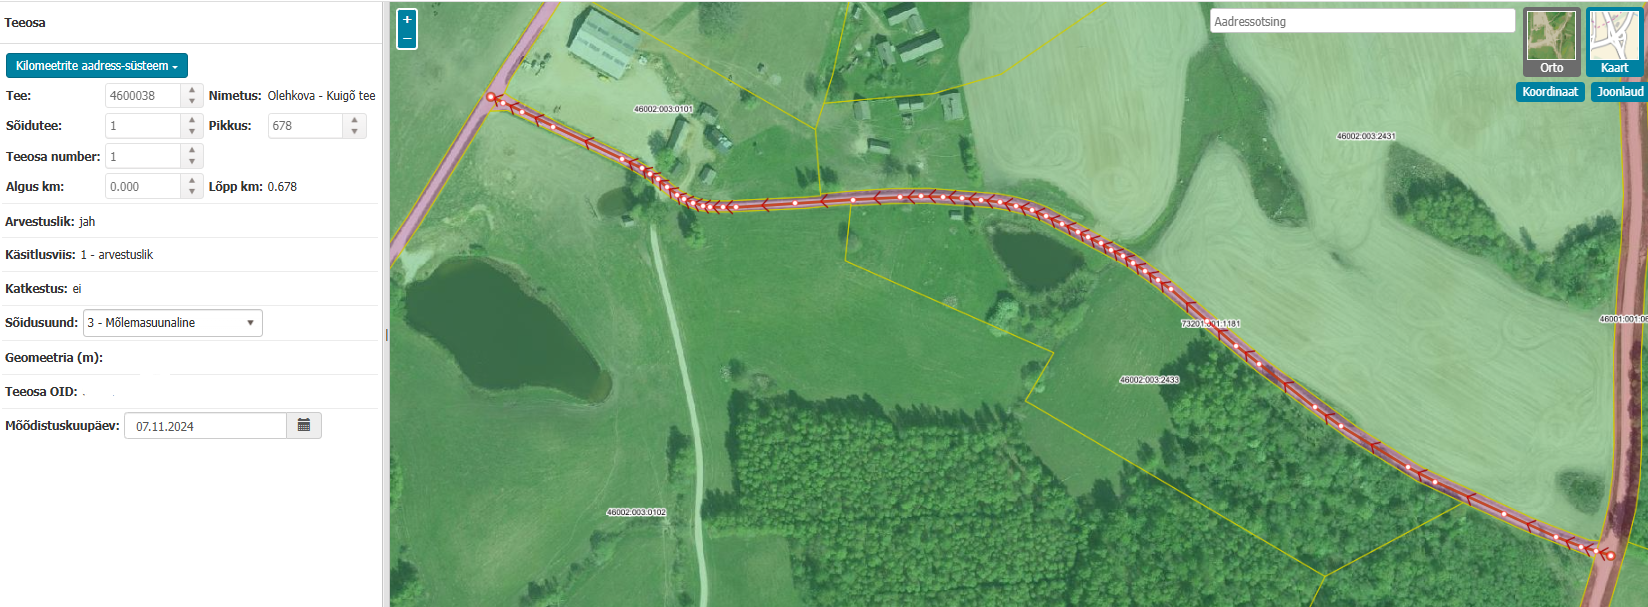 Teeosa
Kilomeetrite aadress-süsteem
Tee: 4600038 Nimetus: Olehkova - Kuigõ tee
Sõidutee: 1 Pikkus: 678
Teeosa number: 1
Algus km: 0.000 Lõpp km: 0.678
Arvestuslik: jah
Käsitlusviis: 1 - arvestuslik
Katkestus: ei
Sõidusuund: 3 - Mõlemasuunaline
Geomeetria (m):
Teeosa OID:
Mõõdistuskuupäev: 07.11.2024
+
−
Aadressotsing
Orto
Kaart
Koordinaat
Joonlaud
46002:003:0101
46002:003:2431
73201:001:1181
46001:001:06
46002:003:2433
46002:003:0102